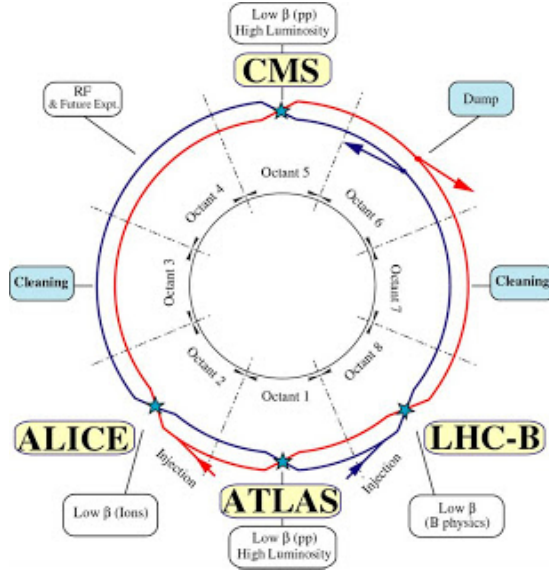 Low β (pp)
High Luminosity
CMS
RF
& Future Expt.
Dump
Octant 5
Octant 4
Octant 6
Octant 3
Octant 7
Cleaning
Cleaning
Octant 2
Octant 8
Octant 1
ALICE
LHC-B
Injection
Injection
ATLAS
Low β (Ions)
Low β
(B physics)
Low β (pp)
High Luminosity